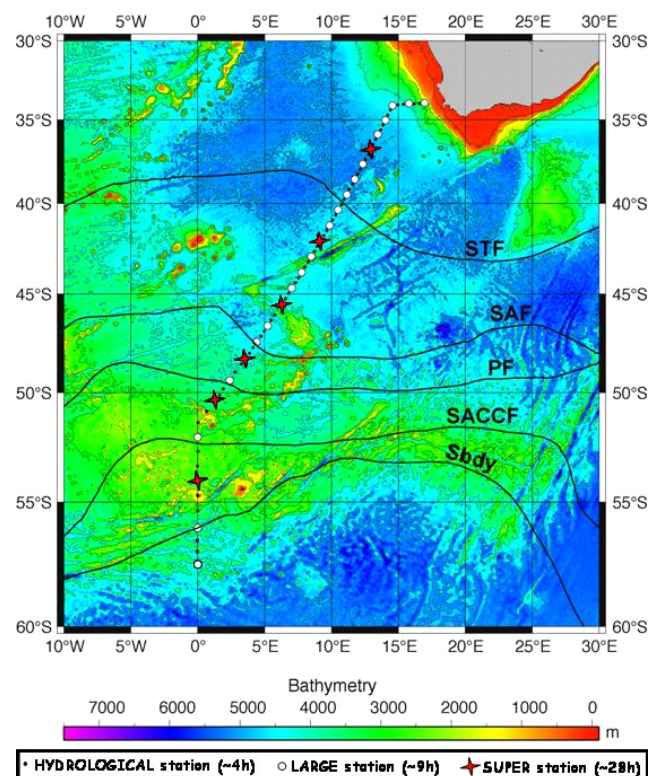 10°W 5°W 0° 5°E 10°E 15°E 20°E 25°E 30°E
30°S 30°S
35°S 35°S
40°S 40°S
STF
45°S 45°S
SAF
PF
50°S 50°S
SACCF
Sbdy
55°S 55°S
60°S 60°S
10°W 5°W 0° 5°E 10°E 15°E 20°E 25°E 30°E
Bathymetry
7000 6000 5000 4000 3000 2000 1000 0
m
HYDROLOGICAL station (~4h) LARGE station (~9h) SUPER station (~28h)